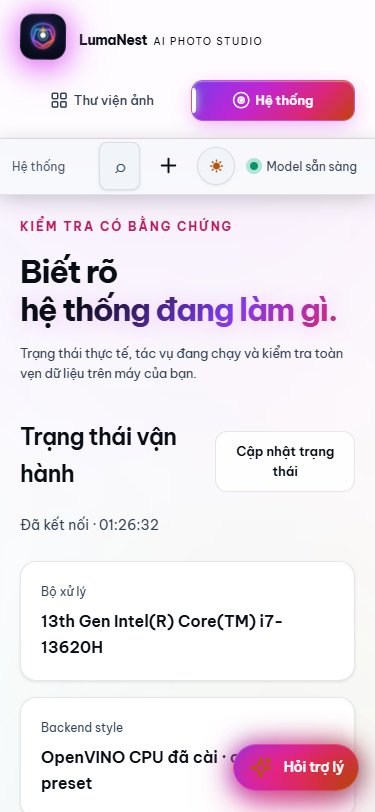 LumaNest AI PHOTO STUDIO
Thư viện ảnh
Hệ thống
Hệ thống
Model sẵn sàng
KIỂM TRA CÓ BẰNG CHỨNG
Biết rõ
hệ thống đang làm gì.
Trạng thái thực tế, tác vụ đang chạy và kiểm tra toàn
vẹn dữ liệu trên máy của bạn.
Trạng thái vận
hành
Cập nhật trạng
thái
Đã kết nối · 01:26:32
Bộ xử lý
13th Gen Intel(R) Core(TM) i7-
13620H
Backend style
OpenVINO CPU đã cài ·
preset
Hỏi trợ lý